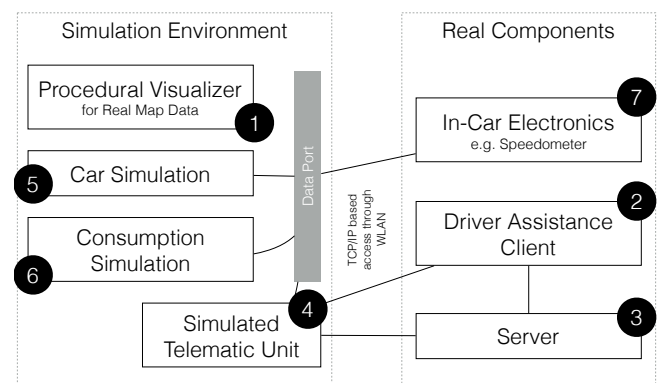 Simulation Environment
Real Components
Procedural Visualizer
for Real Map Data
1
5
Car Simulation
Consumption
Simulation
6
Data Port
TCP/IP based
access through
WLAN
4
Simulated
Telematic Unit
7
In-Car Electronics
e.g. Speedometer
2
Driver Assistance
Client
3
Server